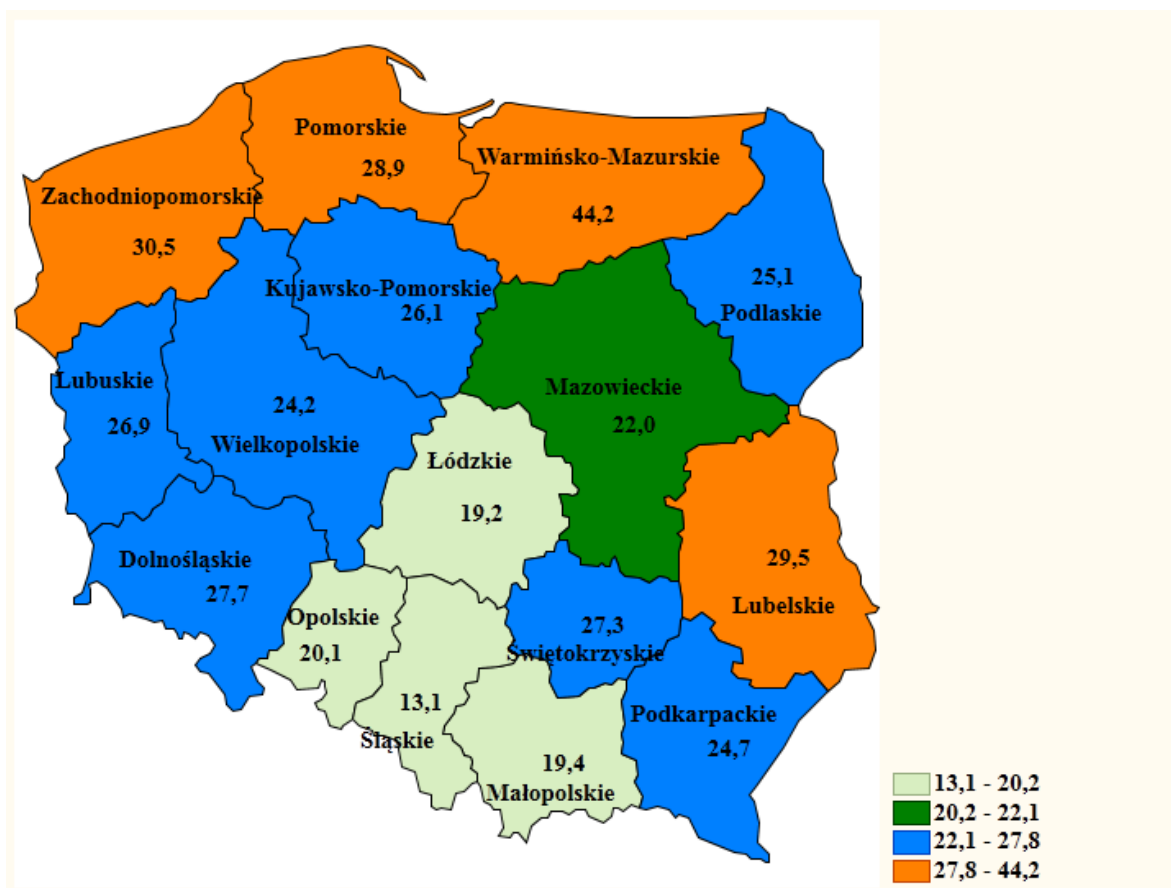 Pomorskie
28,9
Warmińsko-Mazurskie
44,2
Zachodniopomorskie
30,5
Kujawsko-Pomorskie
26,1
25,1
Podlaskie
Lubuskie
26,9
24,2
Wielkopolskie
Mazowieckie
22,0
Łódzkie
19,2
Dolnośląskie
27,7
29,5
Lubelskie
Opolskie
20,1
27,3
Świętokrzyskie
13,1
Śląskie
19,4
Małopolskie
Podkarpackie
24,7
13,1 - 20,2
20,2 - 22,1
22,1 - 27,8
27,8 - 44,2